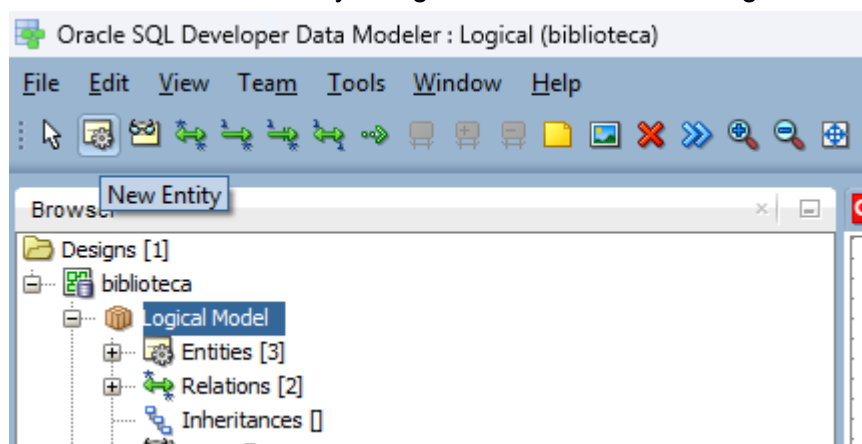 Oracle SQL Developer Data Modeler : Logical (biblioteca)
File Edit View Team Tools Window Help
New Entity
Browser
Designs [1]
biblioteca
Logical Model
Entities [3]
Relations [2]
Inheritances []